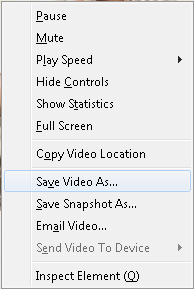 Pause
Mute
Play Speed
Hide Controls
Show Statistics
Full Screen
Copy Video Location
Save Video As...
Save Snapshot As...
Email Video...
Send Video To Device
Inspect Element (Q)